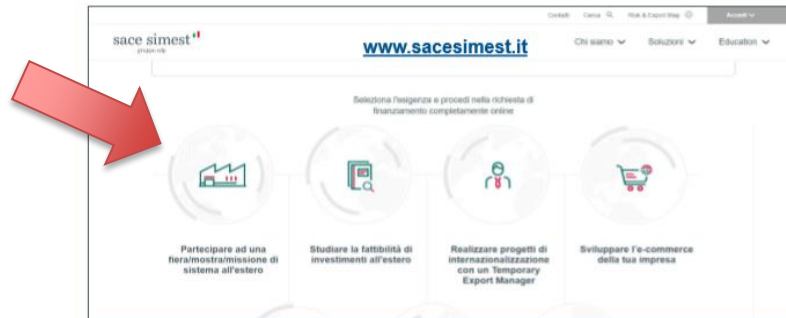 Contatti Cerca Risk & Export Map Accedi
sace simest
gruppo cdp
www.sacesimest.it
Chi siamo Soluzioni Education
Seleziona l'esigenza e procedi nella richiesta di
finanziamento completamente online
Partecipare ad una
fiera/mostra/missione di
sistema all'estero
Studiare la fattibilità di
investimenti all'estero
Realizzare progetti di
internazionalizzazione
con un Temporary
Export Manager
Sviluppare l'e-commerce
della tua impresa